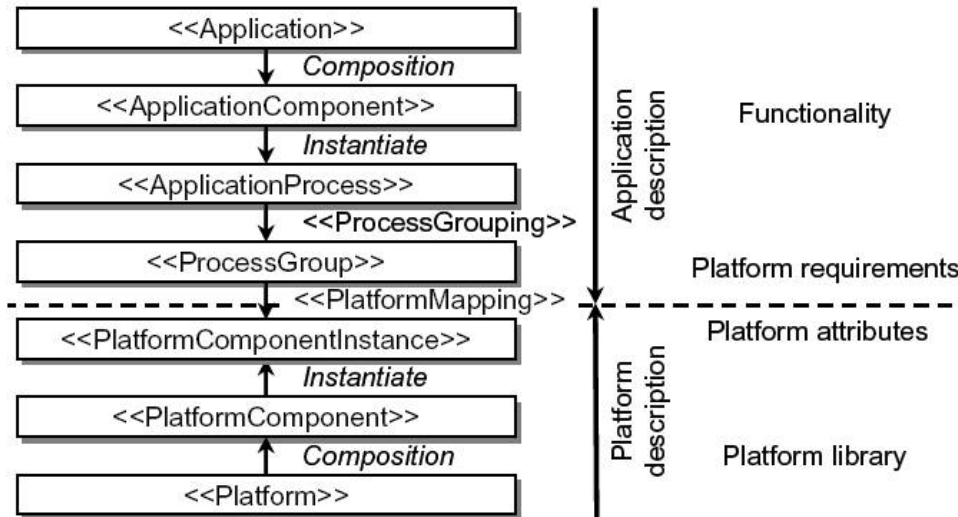 <<Application>>
Composition
<<ApplicationComponent>>
Instantiate
<<ApplicationProcess>>
<<ProcessGrouping>>
<<ProcessGroup>>
<<PlatformMapping>>
<<PlatformComponentInstance>>
Instantiate
<<PlatformComponent>>
Composition
<<Platform>>
Application
description
Platform
description
Functionality
Platform requirements
Platform attributes
Platform library